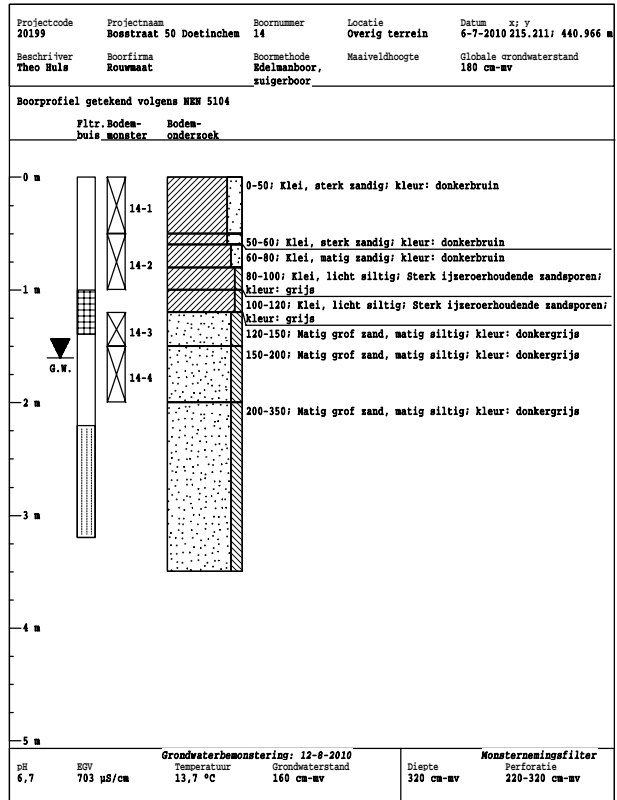 Projectcode Projectnaam Boornummer Locatie Datum x; y
20199 Bosstraat 50 Doetinchem 14 Overig terrein 6-7-2010 215.211; 440.966 m
Beschrijver Boorfirma Boormethode Maaiveldhoogte Globale grondwaterstand
Theo Huls Rouwmaat Edelmanboor, 180 cm-mv
zuigerboor
Boorprofiel getekend volgens NEN 5104
Fltr. Bodem- Bodem-
buis monster onderzoek
0 m
0-50; Klei, sterk zandig; kleur: donkerbruin
14-1
50-60; Klei, sterk zandig; kleur: donkerbruin
60-80; Klei, matig zandig; kleur: donkerbruin
14-2
80-100; Klei, licht siltig; Sterk ijzeroerhoudende zandsporen;
kleur: grijs
1 m
100-120; Klei, licht siltig; Sterk ijzeroerhoudende zandsporen;
kleur: grijs
14-3
120-150; Matig grof zand, matig siltig; kleur: donkergrijs
150-200; Matig grof zand, matig siltig; kleur: donkergrijs
G.W.
14-4
2 m
200-350; Matig grof zand, matig siltig; kleur: donkergrijs
3 m
4 m
5 m
Grondwaterbemonstering: 12-8-2010 Monsternemingsfilter
pH EGV Temperatuur Grondwaterstand Diepte Perforatie
6,7 703 µS/cm 13,7 ºC 160 cm-mv 320 cm-mv 220-320 cm-mv